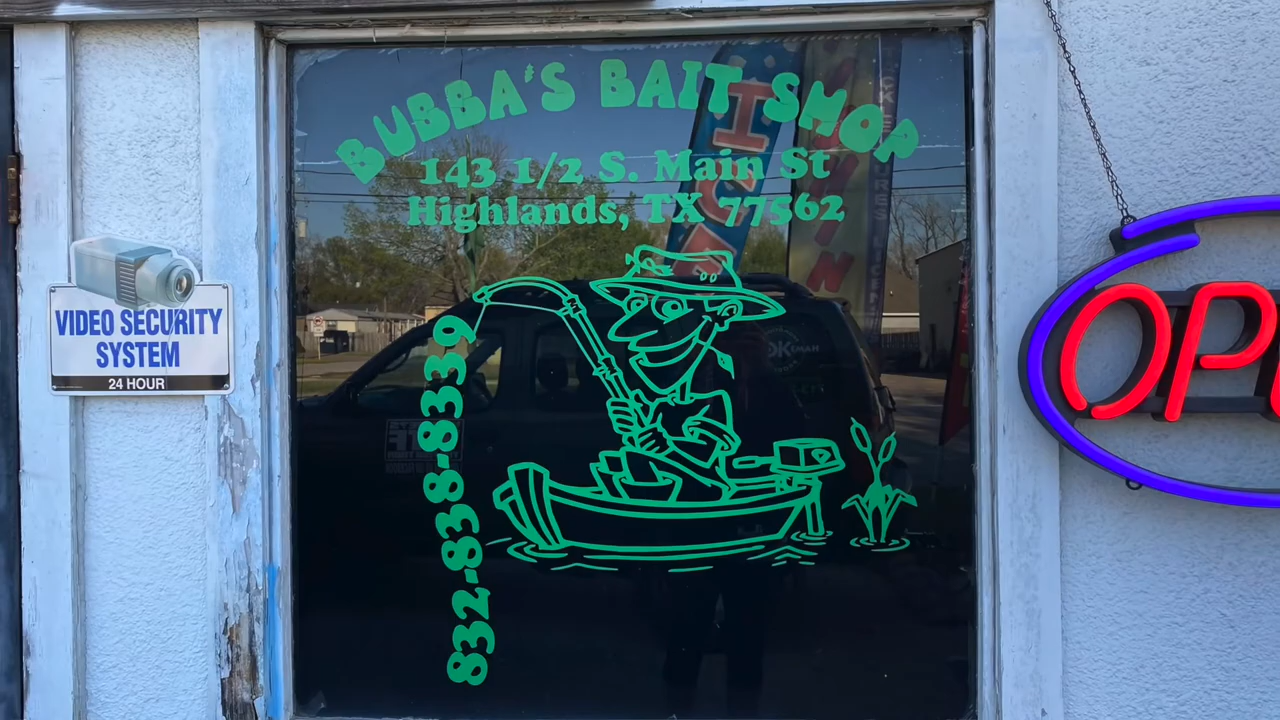 BUBBA'S BAIT SHOP
143 1/2 S. Main St
Highlands, TX 77562
832-838-8339
VIDEO SECURITY
SYSTEM
24 HOUR
OP